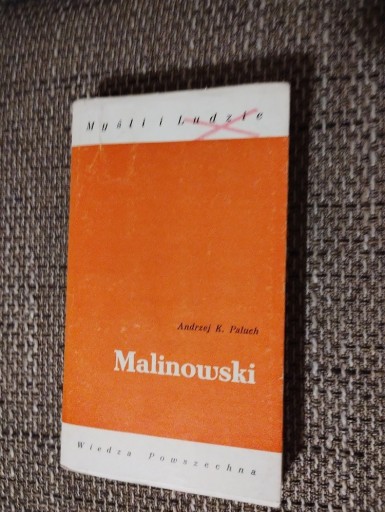 Myśli i Ludzie
Andrzej K. Paluch
Malinowski
Wiedza Powszechna